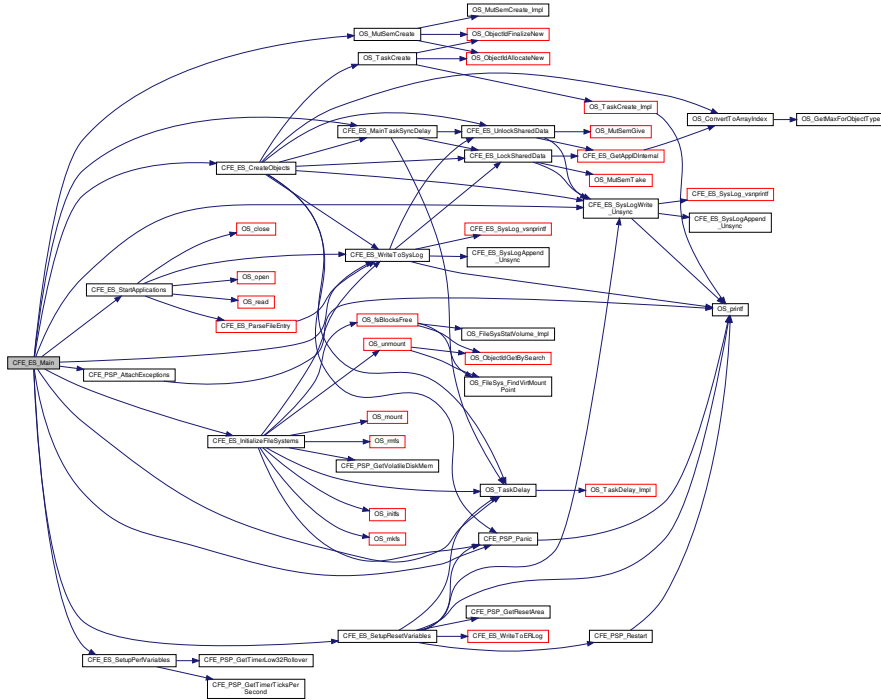 OS_MutSemCreate_Impl
OS_MutSemCreate
OS_ObjectIdFinalizeNew
OS_TaskCreate
OS_ObjectIdAllocateNew
OS_TaskCreate_Impl
OS_ConvertToArrayIndex
OS_GetMaxForObjectType
CFE_ES_MainTaskSyncDelay
CFE_ES_UnlockSharedData
OS_MutSemGive
CFE_ES_CreateObjects
CFE_ES_LockSharedData
CFE_ES_GetAppIDInternal
OS_MutSemTake
CFE_ES_SysLogWrite
_Unsync
CFE_ES_SysLog_vsnprintf
CFE_ES_SysLogAppend
_Unsync
OS_close
CFE_ES_SysLog_vsnprintf
CFE_ES_WriteToSysLog
CFE_ES_SysLogAppend
_Unsync
OS_open
CFE_ES_StartApplications
OS_read
CFE_ES_ParseFileEntry
OS_printf
OS_fsBlocksFree
OS_FileSysStatVolume_Impl
OS_unmount
OS_ObjectIdGetBySearch
CFE_ES_Main
CFE_PSP_AttachExceptions
OS_FileSys_FindVirtMount
Point
OS_mount
CFE_ES_InitializeFileSystems
OS_rmfs
CFE_PSP_GetVolatileDiskMem
OS_TaskDelay
OS_TaskDelay_Impl
OS_initfs
OS_mkfs
CFE_PSP_Panic
CFE_PSP_GetResetArea
CFE_ES_SetupResetVariables
CFE_ES_WriteToERLog
CFE_PSP_Restart
CFE_ES_SetupPerfVariables
CFE_PSP_GetTimerLow32Rollover
CFE_PSP_GetTimerTicksPer
Second